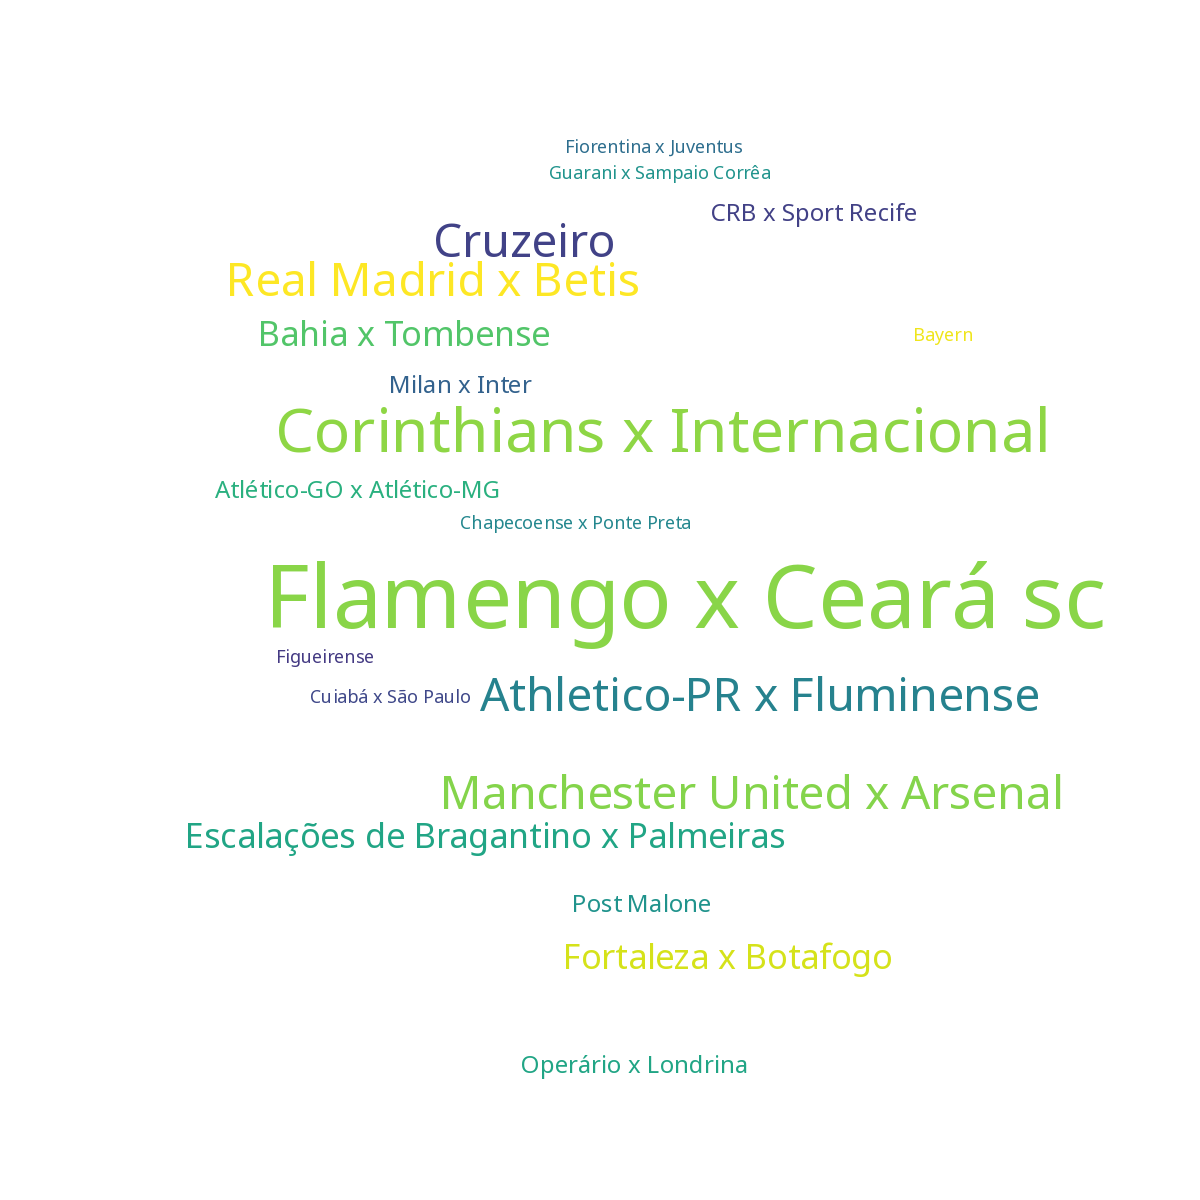 Fiorentina x Juventus
Guarani x Sampaio Corrêa
CRB x Sport Recife
Cruzeiro
Real Madrid x Betis
Bahia x Tombense
Bayern
Milan x Inter
Corinthians x Internacional
Atlético-GO x Atlético-MG
Chapecoense x Ponte Preta
Flamengo x Ceará sc
Figueirense
Cuiabá x São Paulo
Athletico-PR x Fluminense
Manchester United x Arsenal
Escalações de Bragantino x Palmeiras
Post Malone
Fortaleza x Botafogo
Operário x Londrina